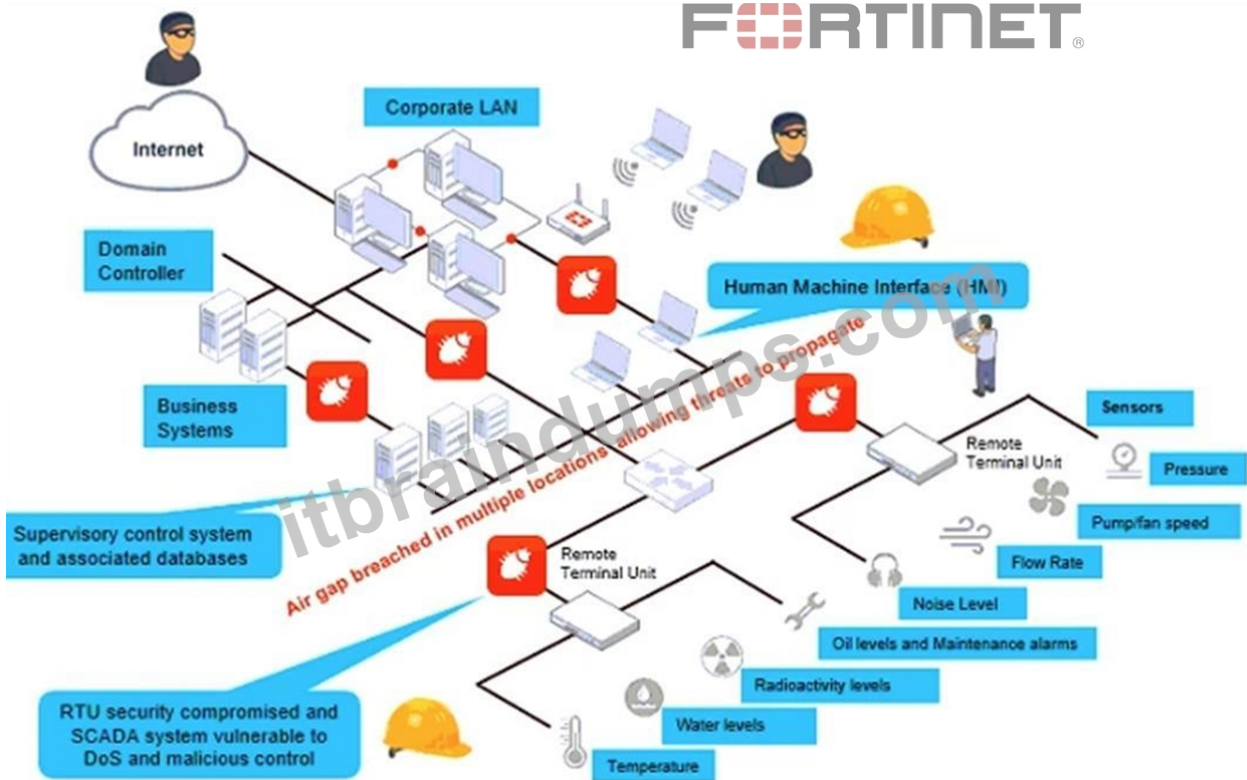 FORTINET®
Internet
Corporate LAN
Domain
Controller
Human Machine Interface (HMI)
Business
Systems
Air gap breached in multiple locations allowing threats to propagate
Sensors
Remote
Terminal Unit
Pressure
Pump/fan speed
Supervisory control system
and associated databases
Flow Rate
Remote
Terminal Unit
Noise Level
Oil levels and Maintenance alarms
Radioactivity levels
RTU security compromised and
SCADA system vulnerable to
DoS and malicious control
Water levels
Temperature
itbraindumps.com